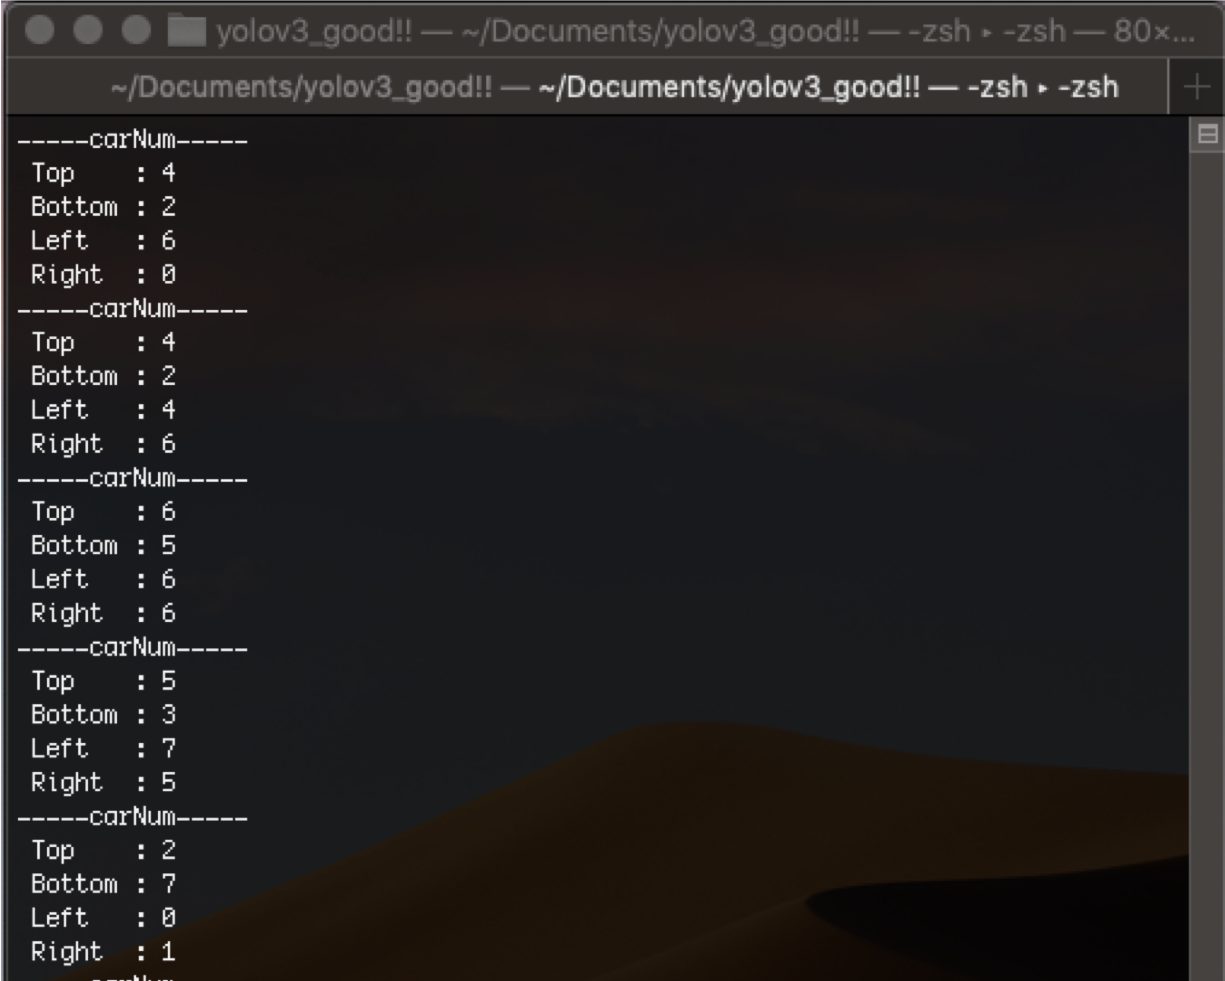 yolov3_good!! — ~/Documents/yolov3_good!! — -zsh ▸ -zsh — 80×...
~/Documents/yolov3_good!! — ~/Documents/yolov3_good!! — -zsh ▸ -zsh
-----carNum-----
Top : 4
Bottom : 2
Left : 6
Right : 0
-----carNum-----
Top : 4
Bottom : 2
Left : 4
Right : 6
-----carNum-----
Top : 6
Bottom : 5
Left : 6
Right : 6
-----carNum-----
Top : 5
Bottom : 3
Left : 7
Right : 5
-----carNum-----
Top : 2
Bottom : 7
Left : 0
Right : 1